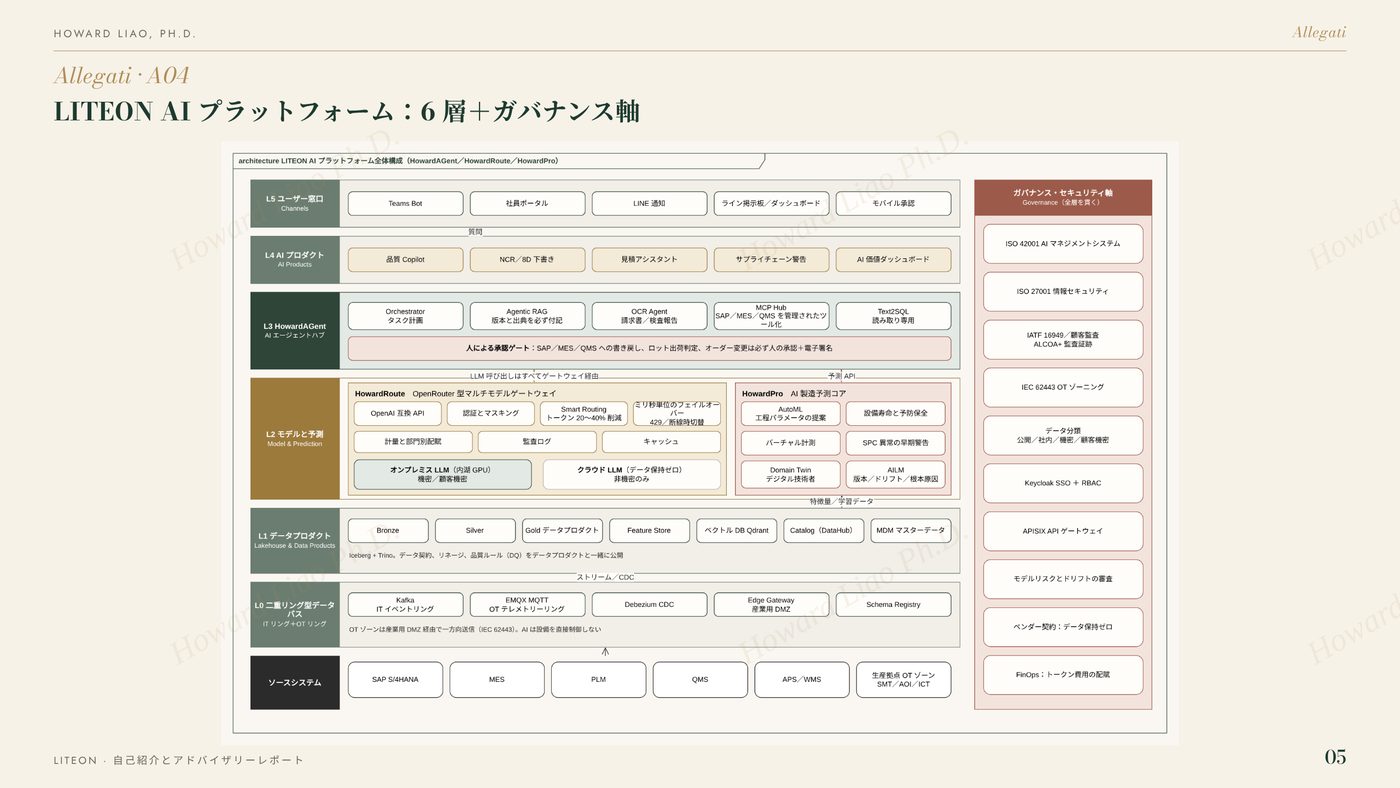 HOWARD LIAO, PH.D.
Allegati
Allegati · A04
LITEON AI プラットフォーム：6 層＋ガバナンス軸
architecture LITEON AI プラットフォーム全体構成（HowardAGent／HowardRoute／HowardPro）
L5 ユーザー窓口
Channels
Teams Bot
社員ポータル
LINE 通知
ライン掲示板／ダッシュボード
モバイル承認
質問
L4 AI プロダクト
AI Products
品質 Copilot
NCR／8D 下書き
見積アシスタント
サプライチェーン警告
AI 価値ダッシュボード
L3 HowardAGent
AI エージェントハブ
Orchestrator
タスク計画
Agentic RAG
版本と出典を必ず付記
OCR Agent
請求書／検査報告
MCP Hub
SAP／MES／QMS を管理されたツ
ール化
Text2SQL
読み取り専用
人による承認ゲート：SAP／MES／QMS への書き戻し、ロット出荷判定、オーダー変更は必ず人の承認＋電子署名
LLM 呼び出しはすべてゲートウェイ経由
予測 API
L2 モデルと予測
Model & Prediction
HowardRoute OpenRouter 型マルチモデルゲートウェイ
OpenAI 互換 API
認証とマスキング
Smart Routing
トークン 20〜40% 削減
ミリ秒単位のフェイルオー
バー
429／断線時切替
計量と部門別配賦
監査ログ
キャッシュ
オンプレミス LLM（内湖 GPU）
機密／顧客機密
クラウド LLM（データ保持ゼロ）
非機密のみ
HowardPro AI 製造予測コア
AutoML
工程パラメータの提案
設備寿命と予防保全
バーチャル計測
SPC 異常の早期警告
Domain Twin
デジタル技術者
AILM
版本／ドリフト／根本原因
特徴量／学習データ
L1 データプロダクト
Lakehouse & Data Products
Bronze
Silver
Gold データプロダクト
Feature Store
ベクトル DB Qdrant
Catalog（DataHub）
MDM マスターデータ
Iceberg + Trino。データ契約、リネージ、品質ルール（DQ）をデータプロダクトと一緒に公開
ストリーム／CDC
L0 二重リング型データ
バス
IT リング＋OT リング
Kafka
IT イベントリング
EMQX MQTT
OT テレメトリーリング
Debezium CDC
Edge Gateway
産業用 DMZ
Schema Registry
OT ゾーンは産業用 DMZ 経由で一方向送信（IEC 62443）。AI は設備を直接制御しない
ソースシステム
SAP S/4HANA
MES
PLM
QMS
APS／WMS
生産拠点 OT ゾーン
SMT／AOI／ICT
ガバナンス・セキュリティ軸
Governance（全層を貫く）
ISO 42001 AI マネジメントシステム
ISO 27001 情報セキュリティ
IATF 16949／顧客監査
ALCOA+ 監査証跡
IEC 62443 OT ゾーニング
データ分類
公開／社内／機密／顧客機密
Keycloak SSO ＋ RBAC
APISIX API ゲートウェイ
モデルリスクとドリフトの審査
ベンダー契約：データ保持ゼロ
FinOps：トークン費用の配賦
LITEON · 自己紹介とアドバイザリーレポート
05